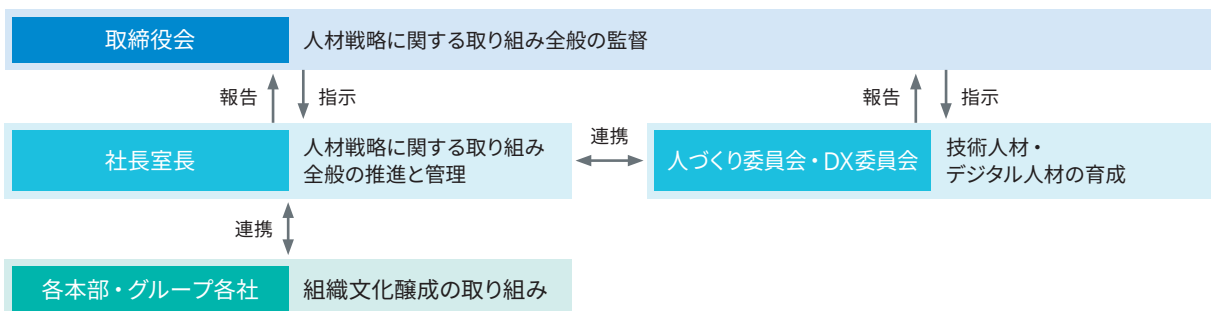 取締役会
人材戦略に関する取り組み全般の監督
報告
指示
報告
指示
社長室長
人材戦略に関する取り組み
全般の推進と管理
連携
人づくり委員会・DX委員会
技術人材・
デジタル人材の育成
連携
各本部・グループ各社
組織文化醸成の取り組み